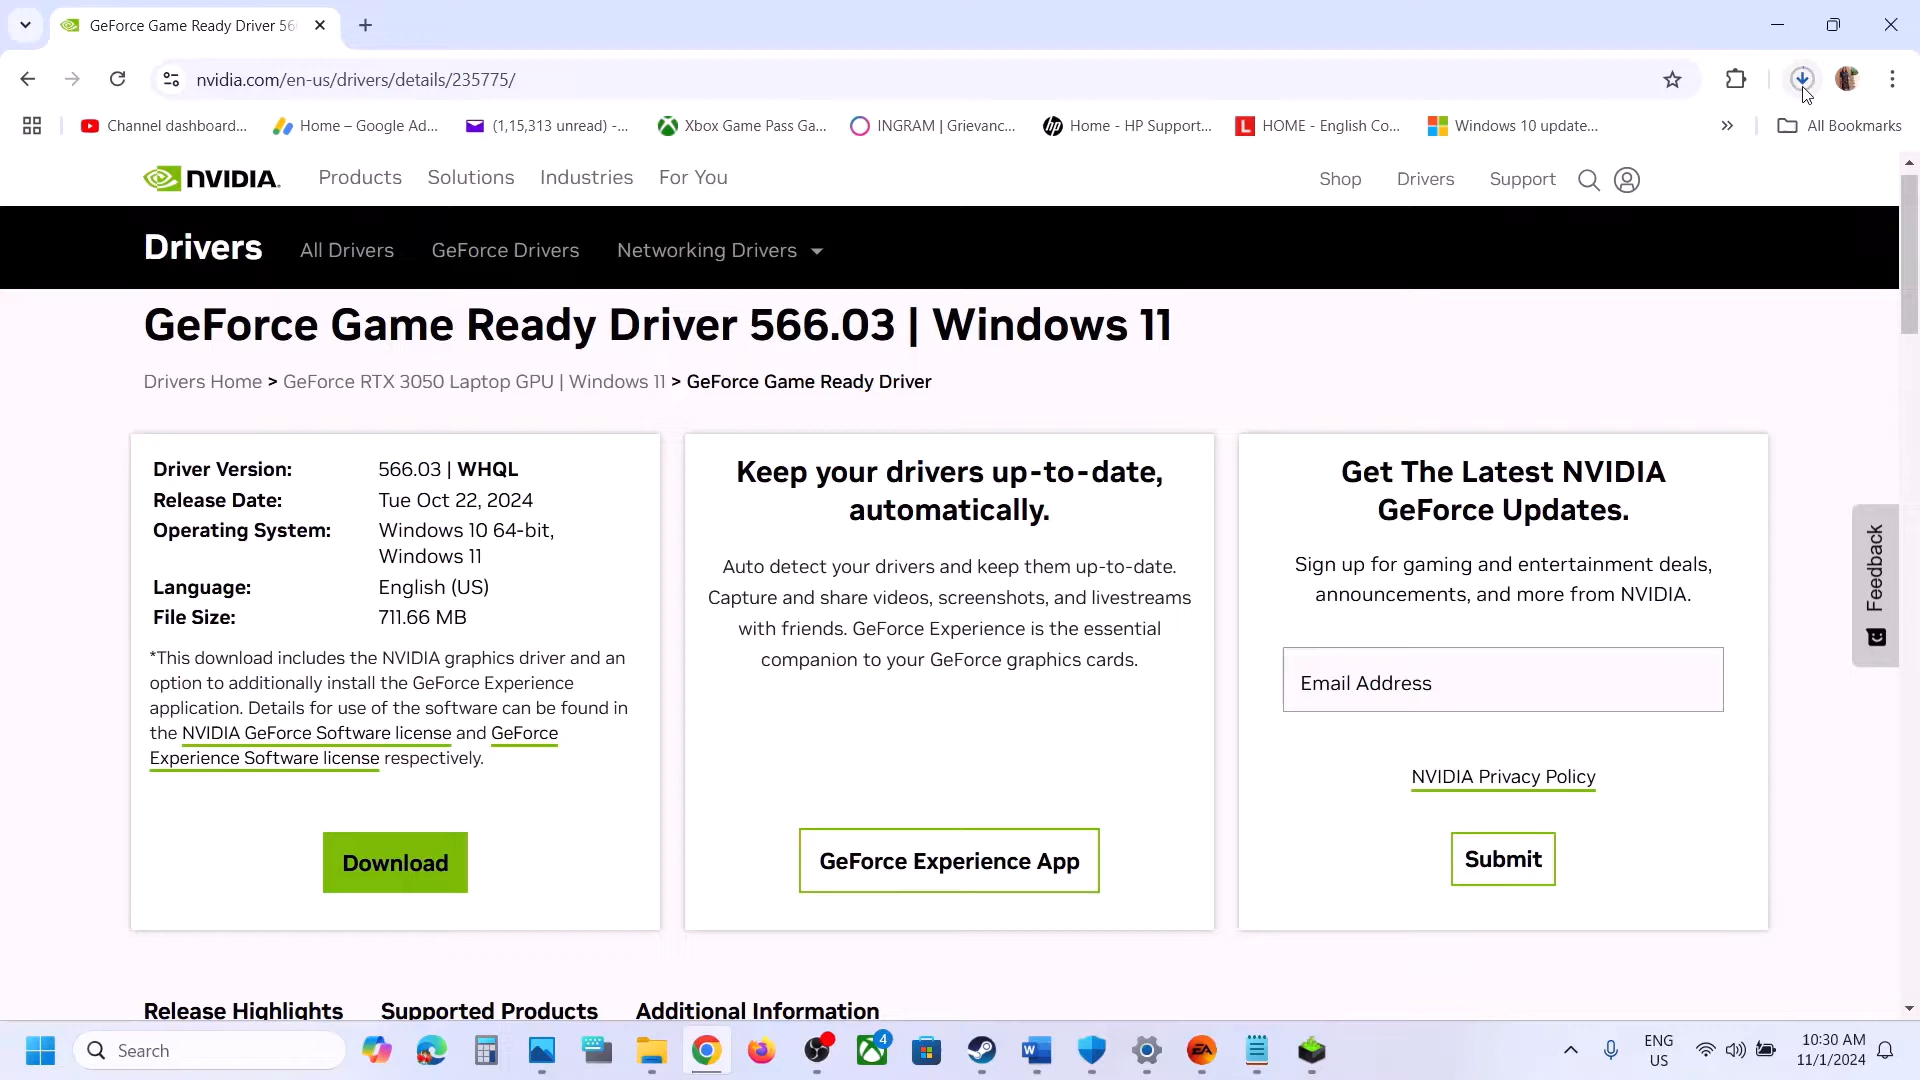 GeForce Game Ready Driver 56
nvidia.com/en-us/drivers/details/235775/
Channel dashboard...
Home – Google Ad...
(1,15,313 unread) -...
Xbox Game Pass Ga...
INGRAM | Grievanc...
Home - HP Support...
HOME - English Co...
Windows 10 update...
All Bookmarks
NVIDIA.
Products
Solutions
Industries
For You
Shop
Drivers
Support
Drivers
All Drivers
GeForce Drivers
Networking Drivers
GeForce Game Ready Driver 566.03 | Windows 11
Drivers Home > GeForce RTX 3050 Laptop GPU | Windows 11 > GeForce Game Ready Driver
Driver Version: 566.03 | WHQL
Release Date: Tue Oct 22, 2024
Operating System: Windows 10 64-bit,
Windows 11
Language: English (US)
File Size: 711.66 MB
*This download includes the NVIDIA graphics driver and an
option to additionally install the GeForce Experience
application. Details for use of the software can be found in
the NVIDIA GeForce Software license and GeForce
Experience Software license respectively.
Download
Keep your drivers up-to-date,
automatically.
Auto detect your drivers and keep them up-to-date.
Capture and share videos, screenshots, and livestreams
with friends. GeForce Experience is the essential
companion to your GeForce graphics cards.
GeForce Experience App
Get The Latest NVIDIA
GeForce Updates.
Sign up for gaming and entertainment deals,
announcements, and more from NVIDIA.
Email Address
NVIDIA Privacy Policy
Submit
Feedback
Release Highlights
Supported Products
Additional Information
Search
4
ENG
US
10:30 AM
11/1/2024